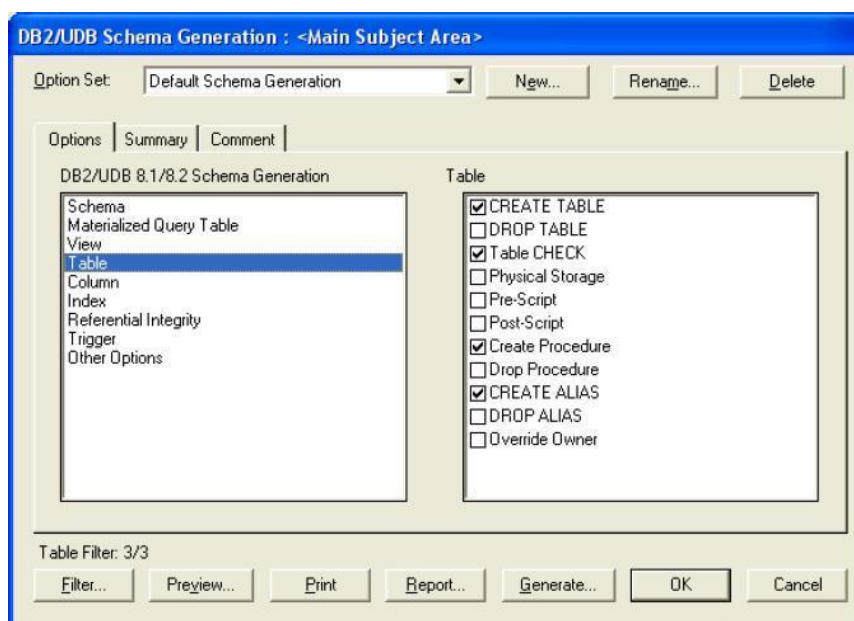 DB2/UDB Schema Generation : <Main Subject Area>
Option Set: Default Schema Generation New... Rename... Delete
Options Summary Comment
DB2/UDB 8.1/8.2 Schema Generation
Schema
Materialized Query Table
View
Table
Column
Index
Referential Integrity
Trigger
Other Options
Table
CREATE TABLE
DROP TABLE
Table CHECK
Physical Storage
Pre-Script
Post-Script
Create Procedure
Drop Procedure
CREATE ALIAS
DROP ALIAS
Override Owner
Table Filter: 3/3
Filter... Preview... Print Report... Generate... OK Cancel